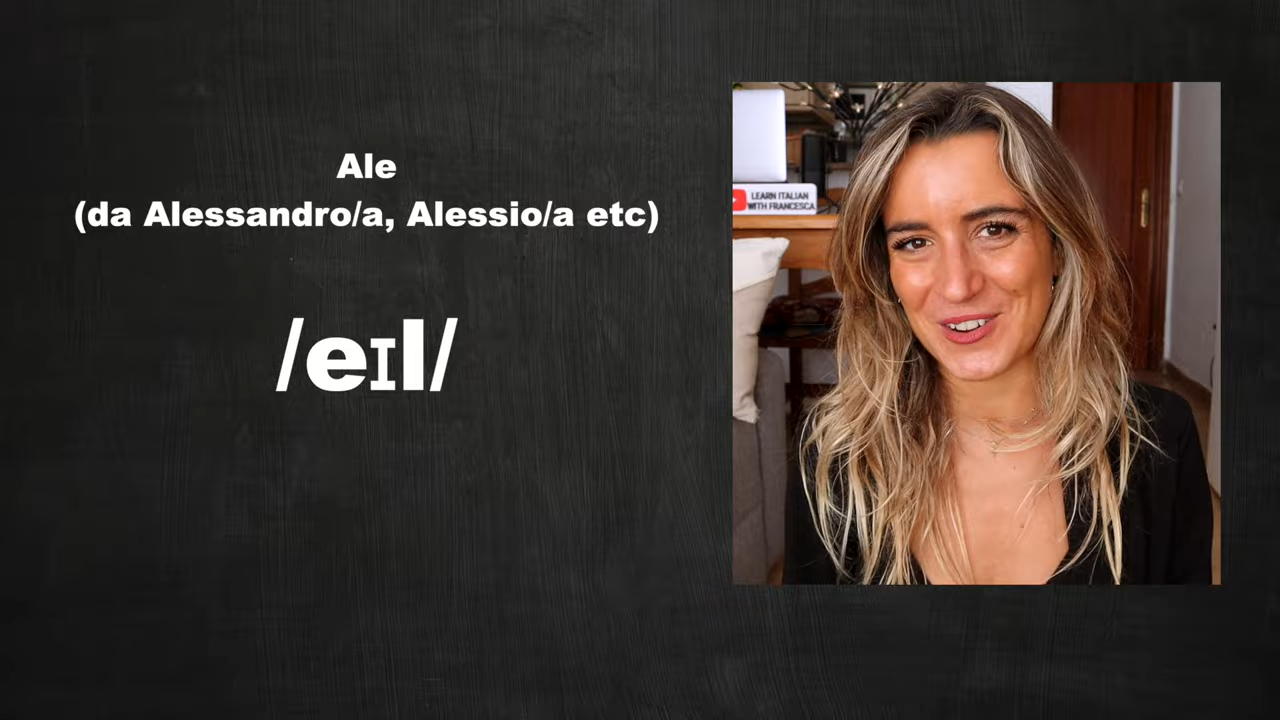 Ale
(da Alessandro/a, Alessio/a etc)
/eɪl/
LEARN ITALIAN
WITH FRANCESCA